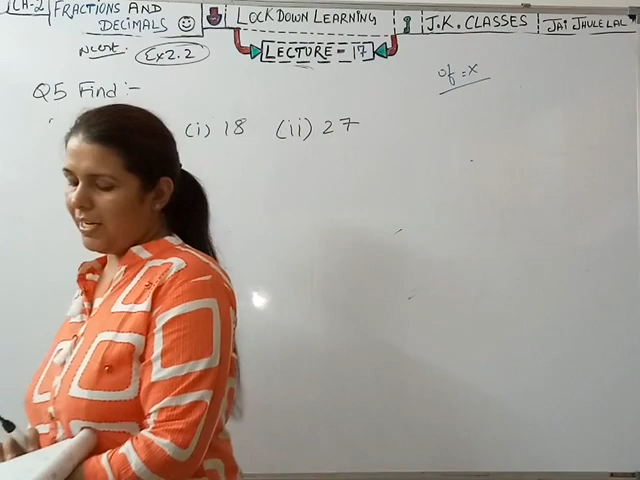 CH-2 FRACTIONS AND DECIMALS
LOCKDOWN LEARNING
J.K. CLASSES
JAI JHULELAL
NCERT Ex 2.2
LECTURE - 17
of = x
Q5 Find :-
(i) 18 (ii) 27